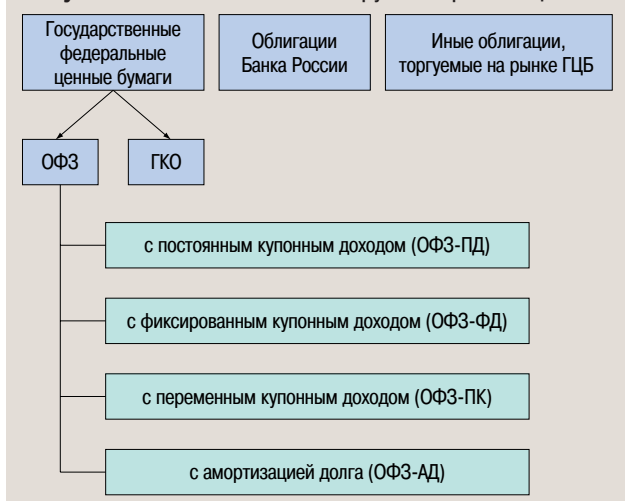 Государственные
федеральные
ценные бумаги
Облигации
Банка России
Иные облигации,
торгуемые на рынке ГЦБ
ОФЗ
ГКО
с постоянным купонным доходом (ОФЗ-ПД)
с фиксированным купонным доходом (ОФЗ-ФД)
с переменным купонным доходом (ОФЗ-ПК)
с амортизацией долга (ОФЗ-АД)